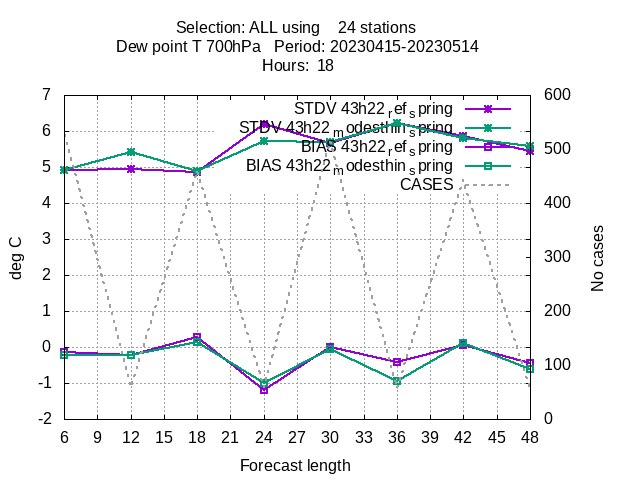 Selection: ALL using    24 stations
Dew point T 700hPa   Period: 20230415-20230514
Hours: 18
7
6
5
4
3
2
1
0
-1
-2
deg C
STDV 43h22_ref_spring
STDV 43h22_modesthin_spring
BIAS 43h22_ref_spring
BIAS 43h22_modesthin_spring
CASES
600
500
400
300
200
100
0
No cases
6 9 12 15 18 21 24 27 30 33 36 39 42 45 48
Forecast length